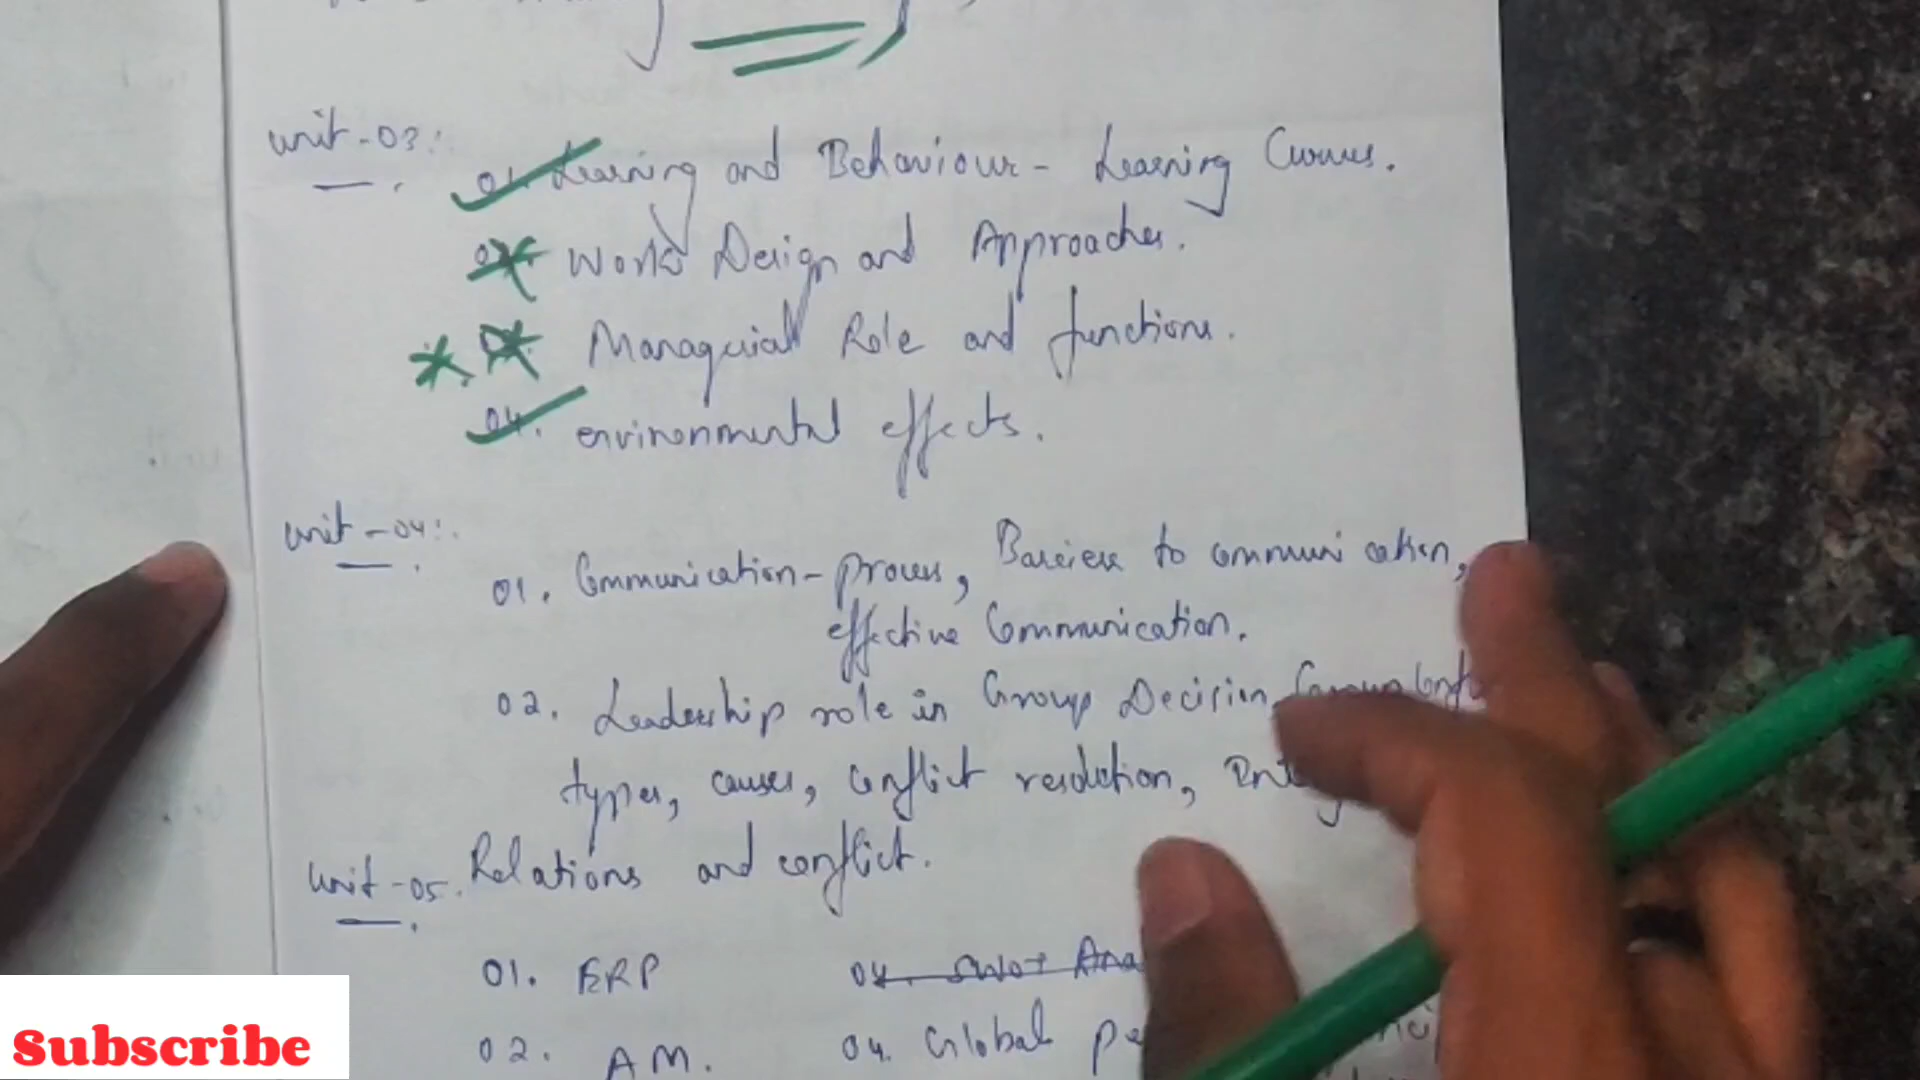 unit-03:
01. Learning and Behaviour - Learning Curves.
Work Design and Approaches.
Managerial Role and functions.
04. environmental effects.
unit-04:
01. Communication - process, Barriers to communication,
effective Communication.
02. Leadership role in Group Decision,
types, causes, conflict resolution,
Relations and conflict.
unit-05.
01. ERP
04. SWOT
02. AM.
04. Global
Subscribe